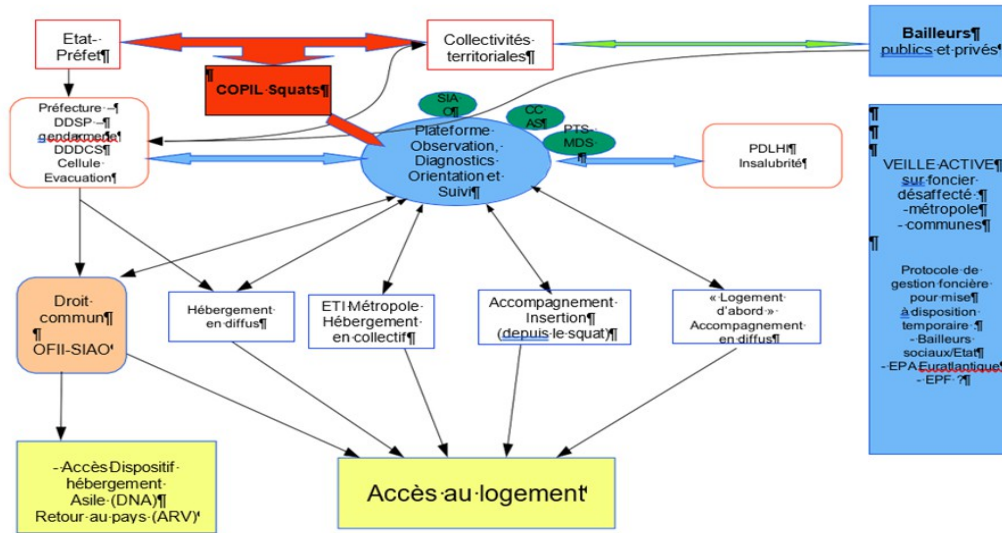 Etat-
Préfet¶
Collectivités
territoriales¶
Bailleurs¶
publics et privés¶
¶
COPIL Squats¶
Préfecture –¶
DDSP –¶
gendarmerie¶
DDDCS¶
Cellule
Evacuation¶
SIA
O¶
CC
AS¶
PTS-
MDS
¶
Plateforme
Observation,
Diagnostics
Orientation et
Suivi¶
PDLHI¶
Insalubrité¶
¶
¶
¶
VEILLE ACTIVE¶
sur foncier
désaffecté :¶
- métropole¶
- communes¶
¶
Protocole de
gestion foncière
pour mise¶
à disposition
temporaire :¶
- Bailleurs
sociaux/Etat¶
- EPA Euratlantique¶
- EPF ?¶
Droit
commun¶
¶
OFII-SIAO¶
Hébergement
en diffus¶
ETI Métropole
Hébergement
en collectif¶
Accompagnement
Insertion¶
(depuis le squat)¶
« Logement
d'abord »
Accompagnement
en diffus¶
- Accès Dispositif
hébergement
Asile (DNA)¶
Retour au pays (ARV)¶
Accès au logement¶